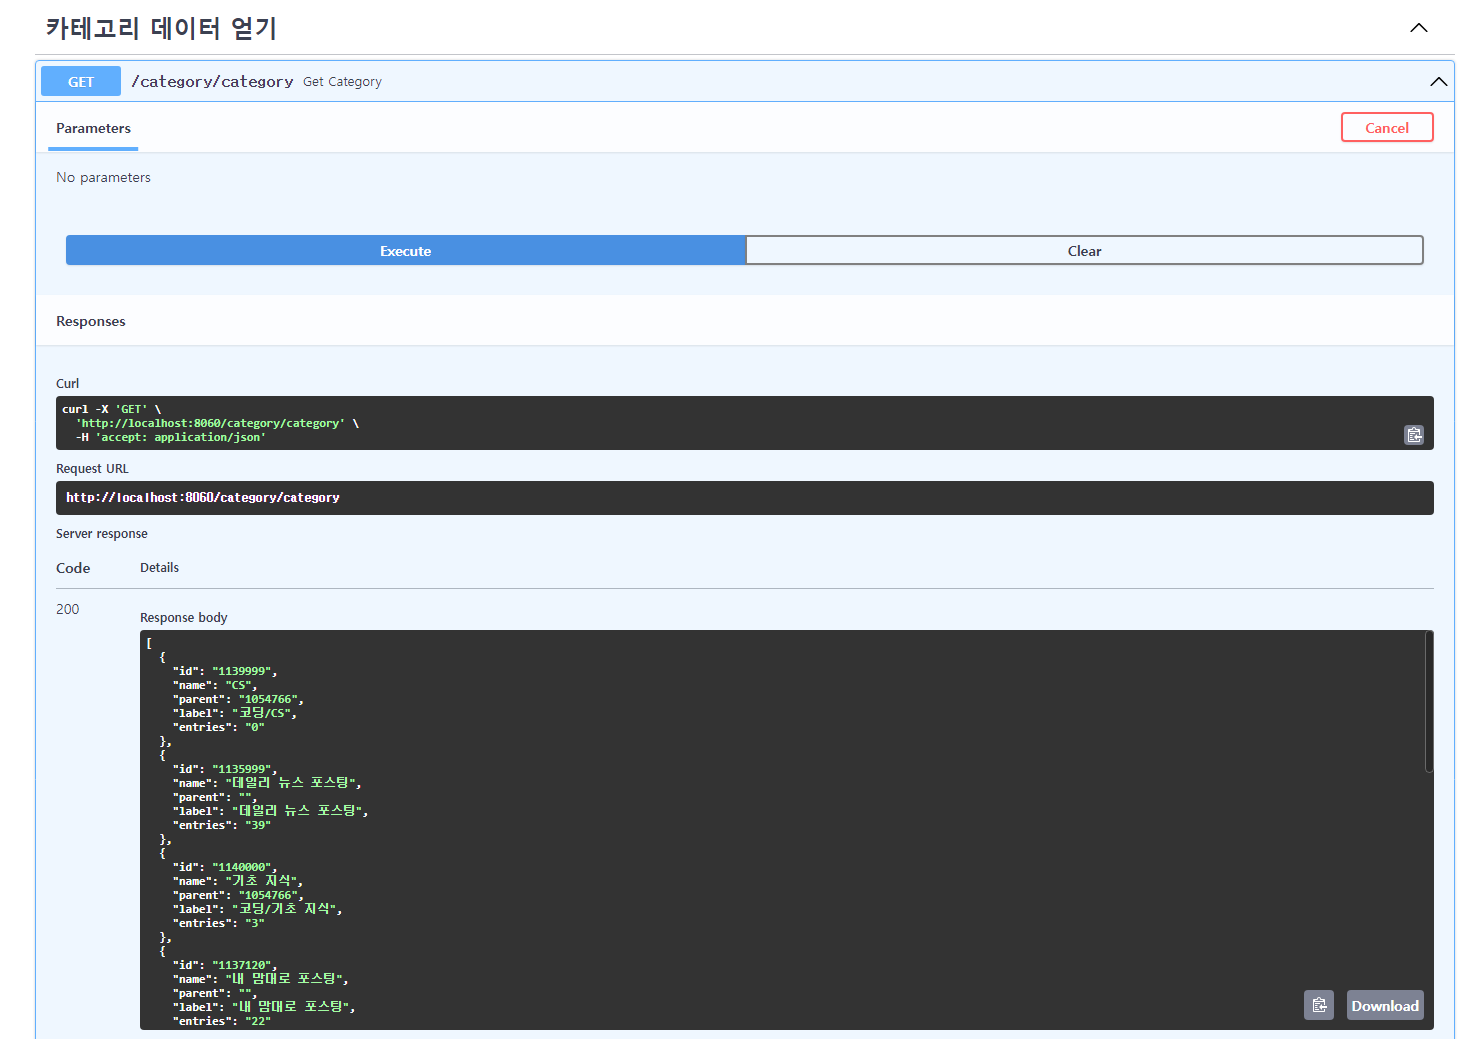 카테고리 데이터 얻기
GET /category/category Get Category
Parameters
Cancel
No parameters
Execute
Clear
Responses
Curl
curl -X 'GET' \
'http://localhost:8060/category/category' \
-H 'accept: application/json'
Request URL
http://localhost:8060/category/category
Server response
Code Details
200
Response body
[
{
"id": "1139999",
"name": "CS",
"parent": "1054766",
"label": "코딩/CS",
"entries": "0"
},
{
"id": "1135999",
"name": "데일리 뉴스 포스팅",
"parent": "",
"label": "데일리 뉴스 포스팅",
"entries": "39"
},
{
"id": "1140000",
"name": "기초 지식",
"parent": "1054766",
"label": "코딩/기초 지식",
"entries": "3"
},
{
"id": "1137120",
"name": "내 맘대로 포스팅",
"parent": "",
"label": "내 맘대로 포스팅",
"entries": "22"
Download